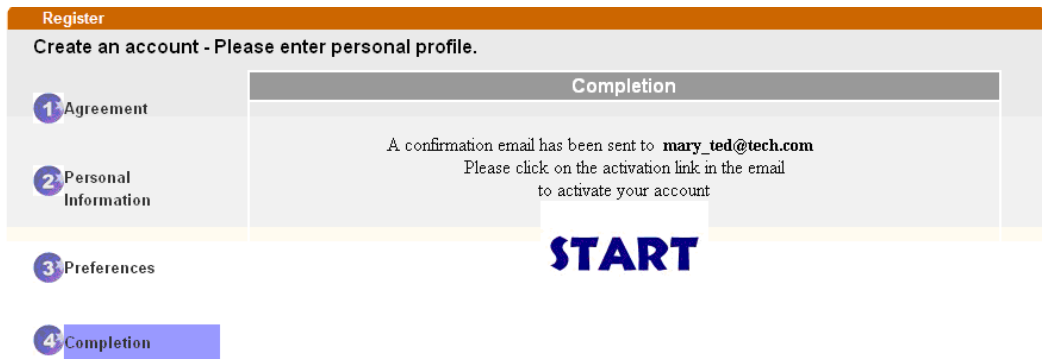 Register
Create an account - Please enter personal profile.
Completion
1 Agreement
A confirmation email has been sent to mary_ted@tech.com
Please click on the activation link in the email
to activate your account
2 Personal
Information
START
3 Preferences
4 Completion